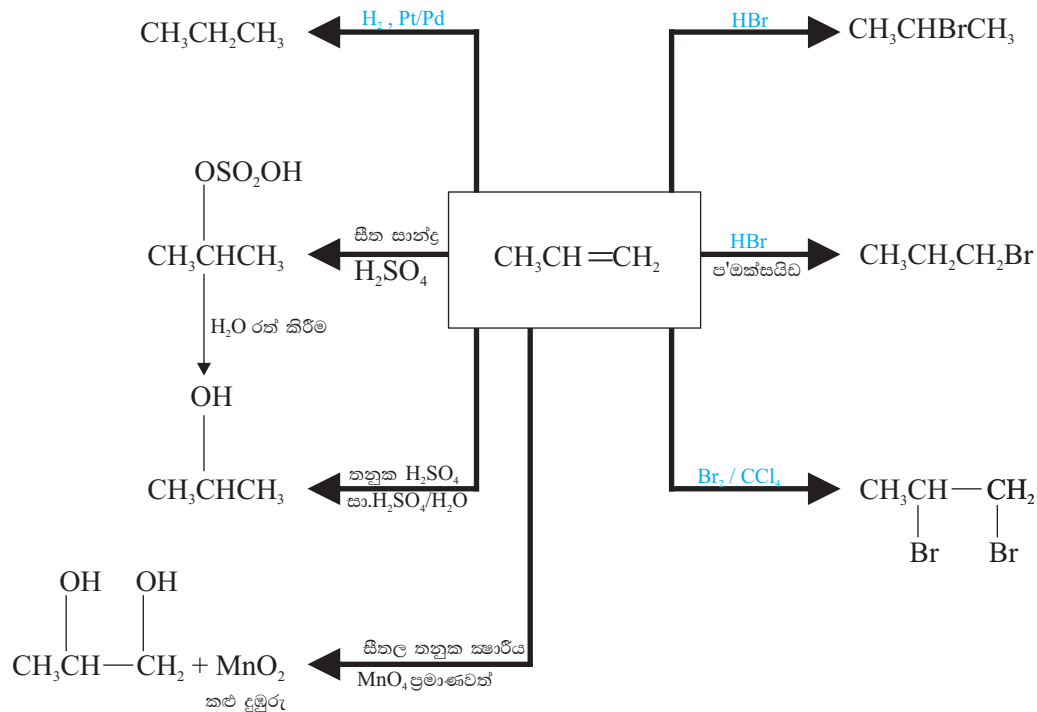 H₂ , Pt/Pd
CH₃CH₂CH₃
HBr
CH₃CHBrCH₃
OSO₂OH
CH₃CHCH₃
සීත සාන්ද්‍ර
H₂SO₄
CH₃CH=CH₂
HBr
ප'ඔක්සයිඩ
CH₃CH₂CH₂Br
H₂O රත් කිරීම
OH
CH₃CHCH₃
තනුක H₂SO₄
සා.H₂SO₄/H₂O
Br₂ / CCl₄
CH₃CH—CH₂
Br Br
OH OH
CH₃CH—CH₂ + MnO₂
කළු දුඹුරු
සීතල තනුක ක්‍ෂාරීය
MnO₄ ප්‍රමාණවත්